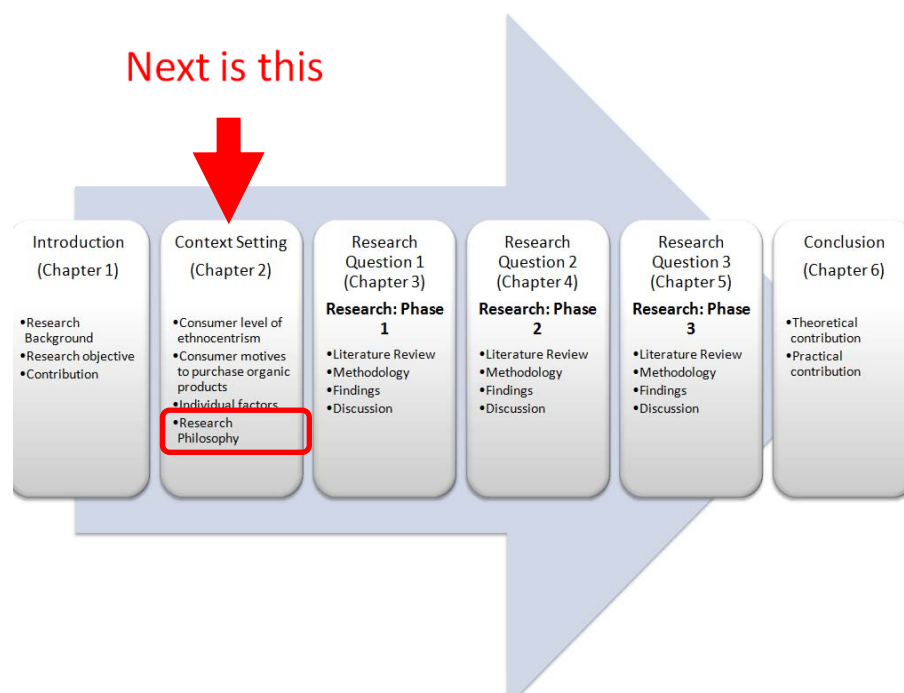 Next is this
Introduction
(Chapter 1)
•Research
Background
•Research objective
•Contribution
Context Setting
(Chapter 2)
•Consumer level of
ethnocentrism
•Consumer motives
to purchase organic
products
•Individual factors
•Research
Philosophy
Research
Question 1
(Chapter 3)
Research: Phase
1
•Literature Review
•Methodology
•Findings
•Discussion
Research
Question 2
(Chapter 4)
Research: Phase
2
•Literature Review
•Methodology
•Findings
•Discussion
Research
Question 3
(Chapter 5)
Research: Phase
3
•Literature Review
•Methodology
•Findings
•Discussion
Conclusion
(Chapter 6)
•Theoretical
contribution
•Practical
contribution